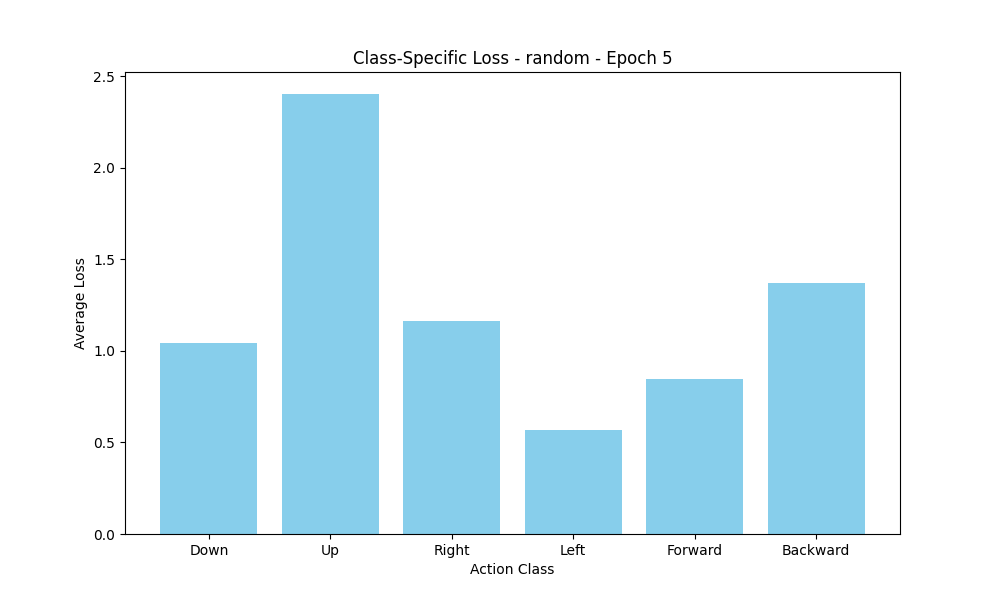 Class-Specific Loss - random - Epoch 5
2.5
2.0
1.5
1.0
0.5
0.0
Average Loss
Down Up Right Left Forward Backward
Action Class